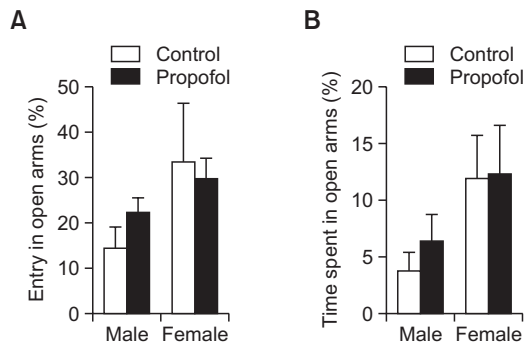 A
Control
Propofol
Entry in open arms (%)
50
40
30
20
10
0
Male Female
B
Control
Propofol
Time spent in open arms (%)
20
15
10
5
0
Male Female